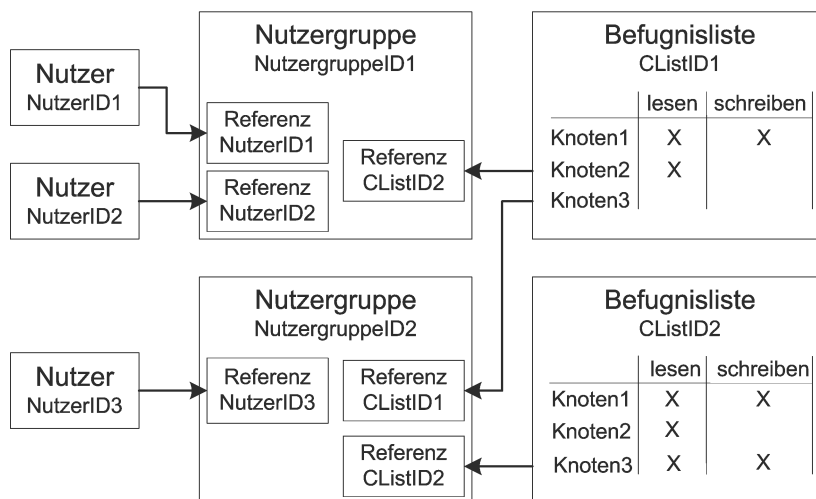 Nutzer
NutzerID1
Nutzer
NutzerID2
Nutzergruppe
NutzergruppeID1
Referenz
NutzerID1
Referenz
NutzerID2
Referenz
CListID2
Befugnisliste
CListID1
lesen schreiben
Knoten1 X X
Knoten2 X
Knoten3
Nutzer
NutzerID3
Nutzergruppe
NutzergruppeID2
Referenz
NutzerID3
Referenz
CListID1
Referenz
CListID2
Befugnisliste
CListID2
lesen schreiben
Knoten1 X X
Knoten2 X
Knoten3 X X